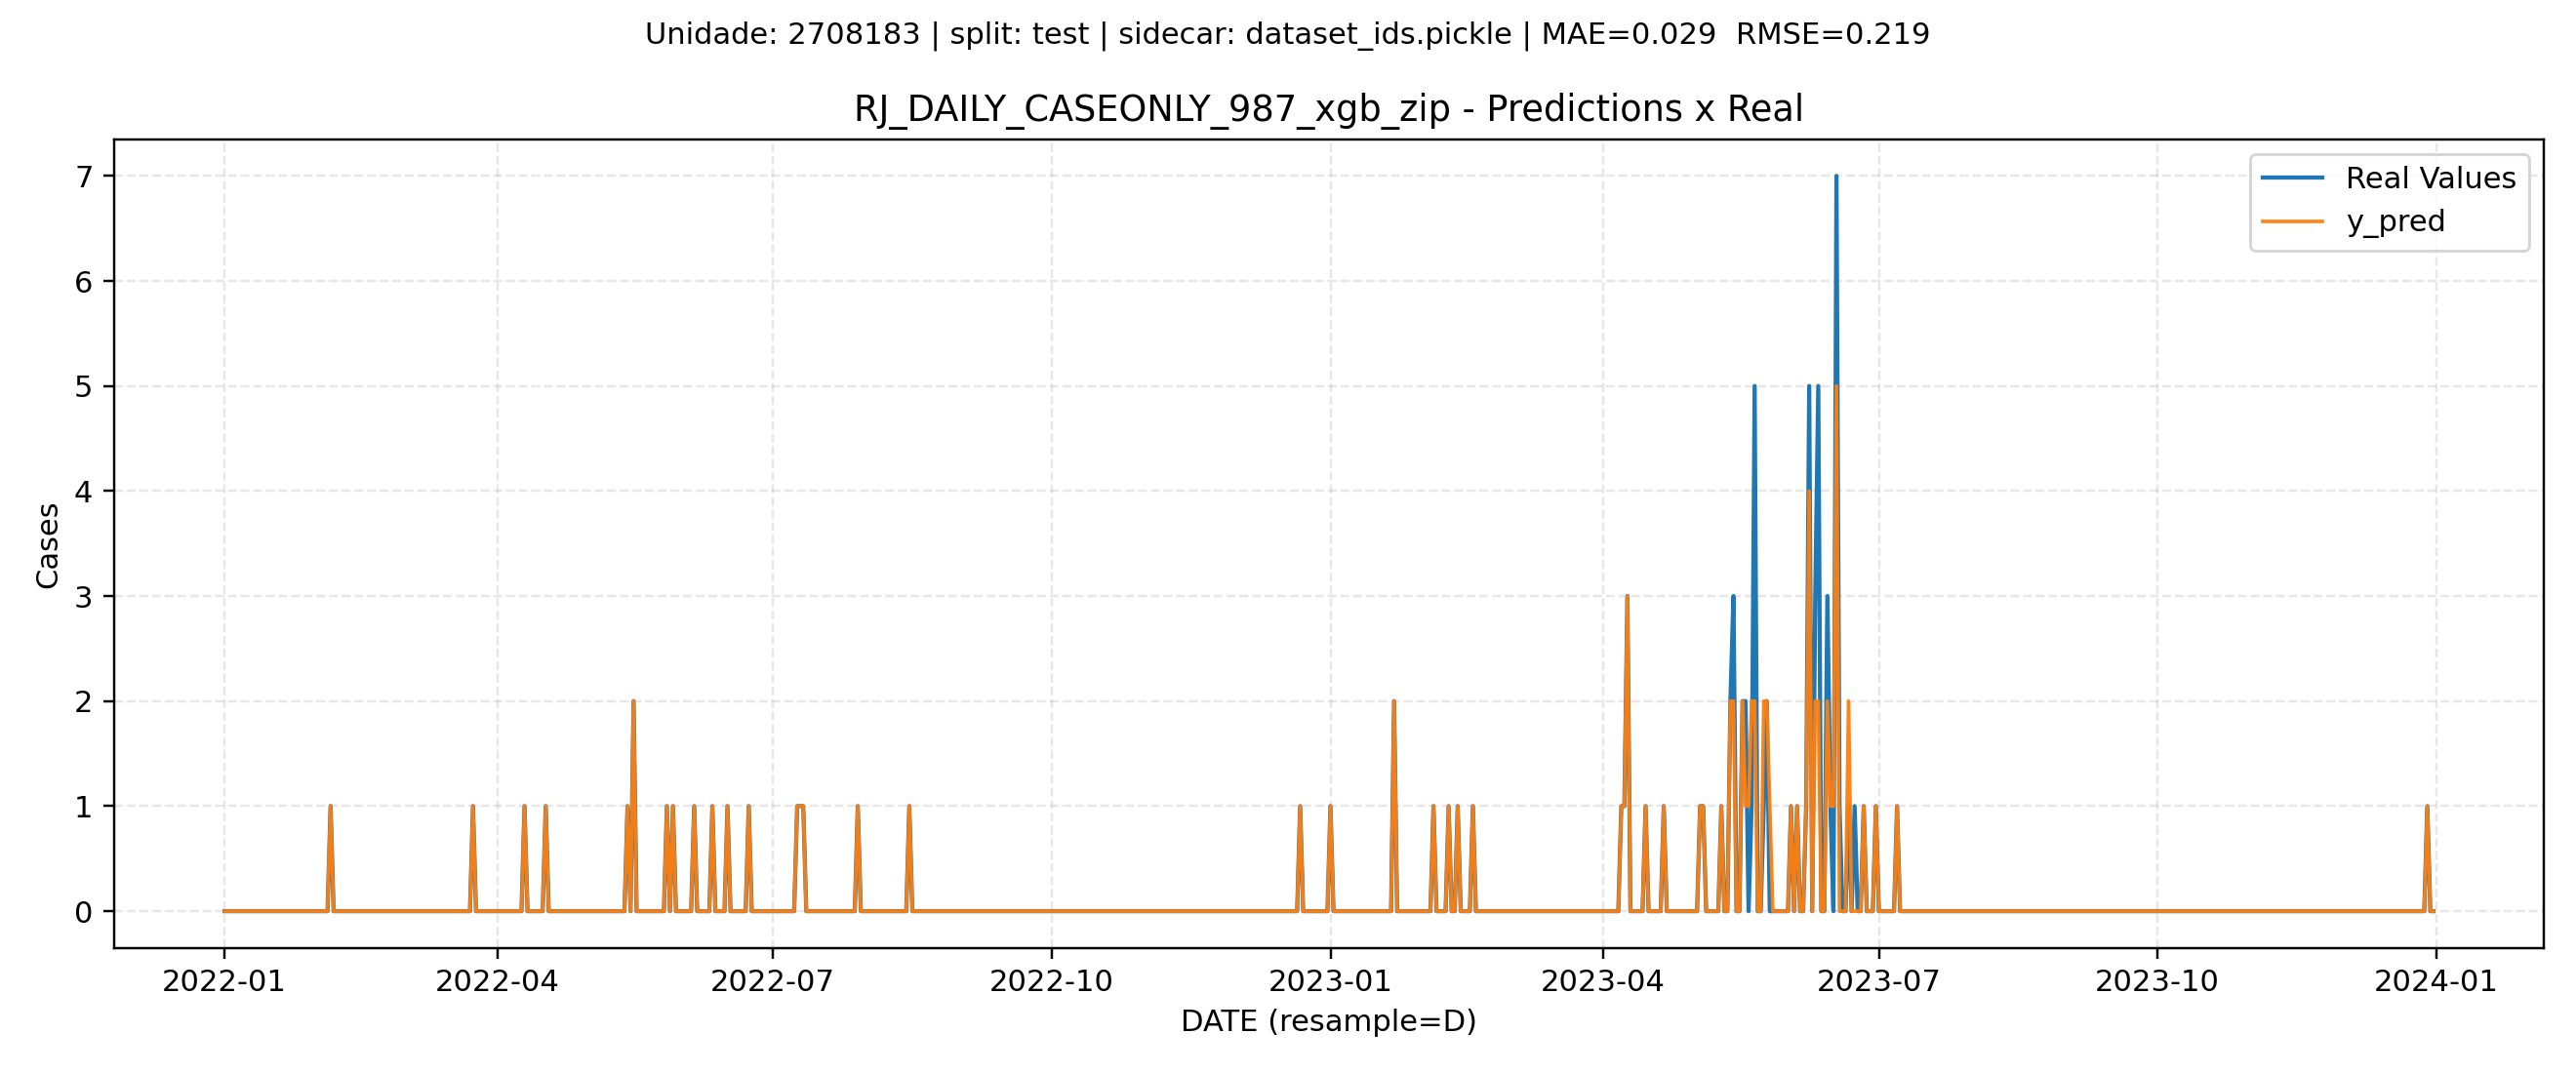 Unidade: 2708183 | split: test | sidecar: dataset_ids.pickle | MAE=0.029  RMSE=0.219
RJ_DAILY_CASEONLY_987_xgb_zip - Predictions x Real
Real Values
y_pred
7
6
5
4
3
2
1
0
Cases
2022-01
2022-04
2022-07
2022-10
2023-01
2023-04
2023-07
2023-10
2024-01
DATE (resample=D)